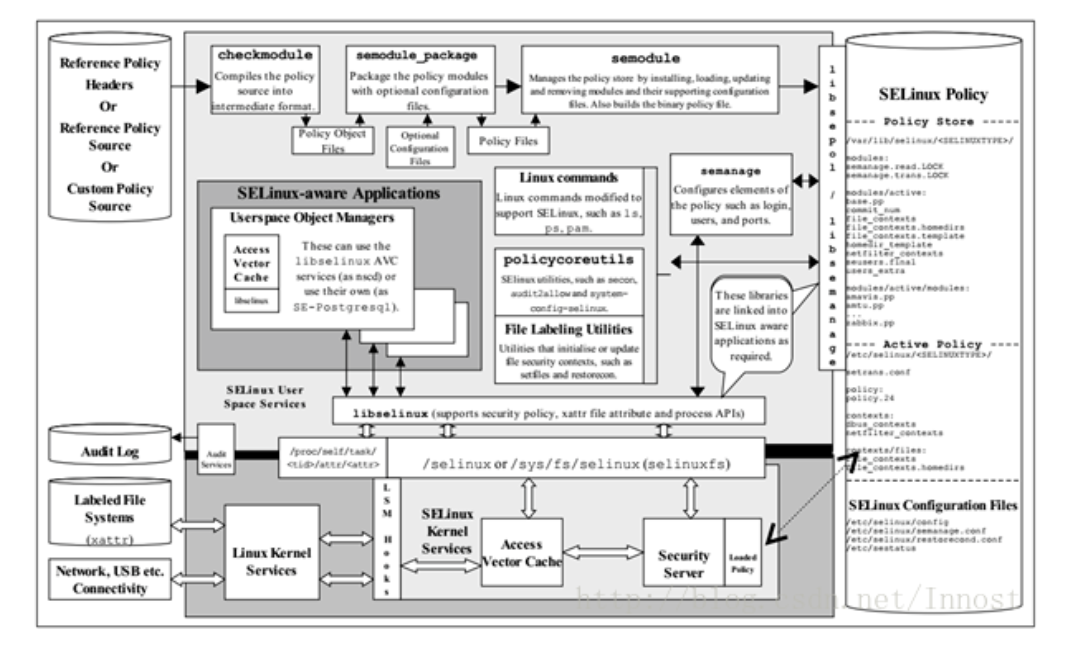 Reference Policy
Headers
Or
Reference Policy
Source
Or
Custom Policy
Source
checkmodule
Compiles the policy
source into
intermediate format.
semodule_package
Package the policy modules
with optional configuration
files.
semodule
Manages the policy store by installing, loading, updating
and removing modules and their supporting configuration
files. Also builds the binary policy file.
Policy Object
Files
Optional
Configuration
Files
Policy Files
libsepol / libsemanage
SELinux-aware Applications
Userspace Object Managers
Access
Vector
Cache
libselinux
These can use the
libselinux AVC
services (as nscd) or
use their own (as
SE-Postgresql).
Linux commands
Linux commands modified to
support SELinux, such as ls,
ps, pam.
policycoreutils
SELinux utilities, such as secon,
audit2allow and system-
config-selinux.
File Labeling Utilities
Utilities that initialise or update
file security contexts, such as
setfiles and restorecon.
semanage
Configures elements of
the policy such as login,
users, and ports.
These libraries
are linked into
SELinux aware
applications as
required.
SELinux User
Space Services
libselinux (supports security policy, xattr file attribute and process APIs)
Audit Log
Audit
Services
/proc/self/task/
<tid>/attr/<attr>
/selinux or /sys/fs/selinux (selinuxfs)
Labeled File
Systems
(xattr)
Network, USB etc.
Connectivity
Linux Kernel
Services
LSM Hooks
SELinux
Kernel
Services
Access
Vector Cache
Security
Server
Loaded
Policy
SELinux Policy
---- Policy Store ----
/var/lib/selinux/<SELINUXTYPE>/
modules:
semanage.read.LOCK
semanage.trans.LOCK
modules/active:
base.pp
commit_num
file_contexts
file_contexts.homedirs
file_contexts.template
homedir_template
netfilter_contexts
seusers.final
users_extra
modules/active/modules:
amavis.pp
amtu.pp
...
zabbix.pp
---- Active Policy ----
/etc/selinux/<SELINUXTYPE>/
setrans.conf
policy:
policy.24
contexts:
dbus_contexts
netfilter_contexts
contexts/files:
file_contexts
file_contexts.homedirs
SELinux Configuration Files
/etc/selinux/config
/etc/selinux/semanage.conf
/etc/selinux/restorecond.conf
/etc/sestatus
http://blog.csdn.net/Innost